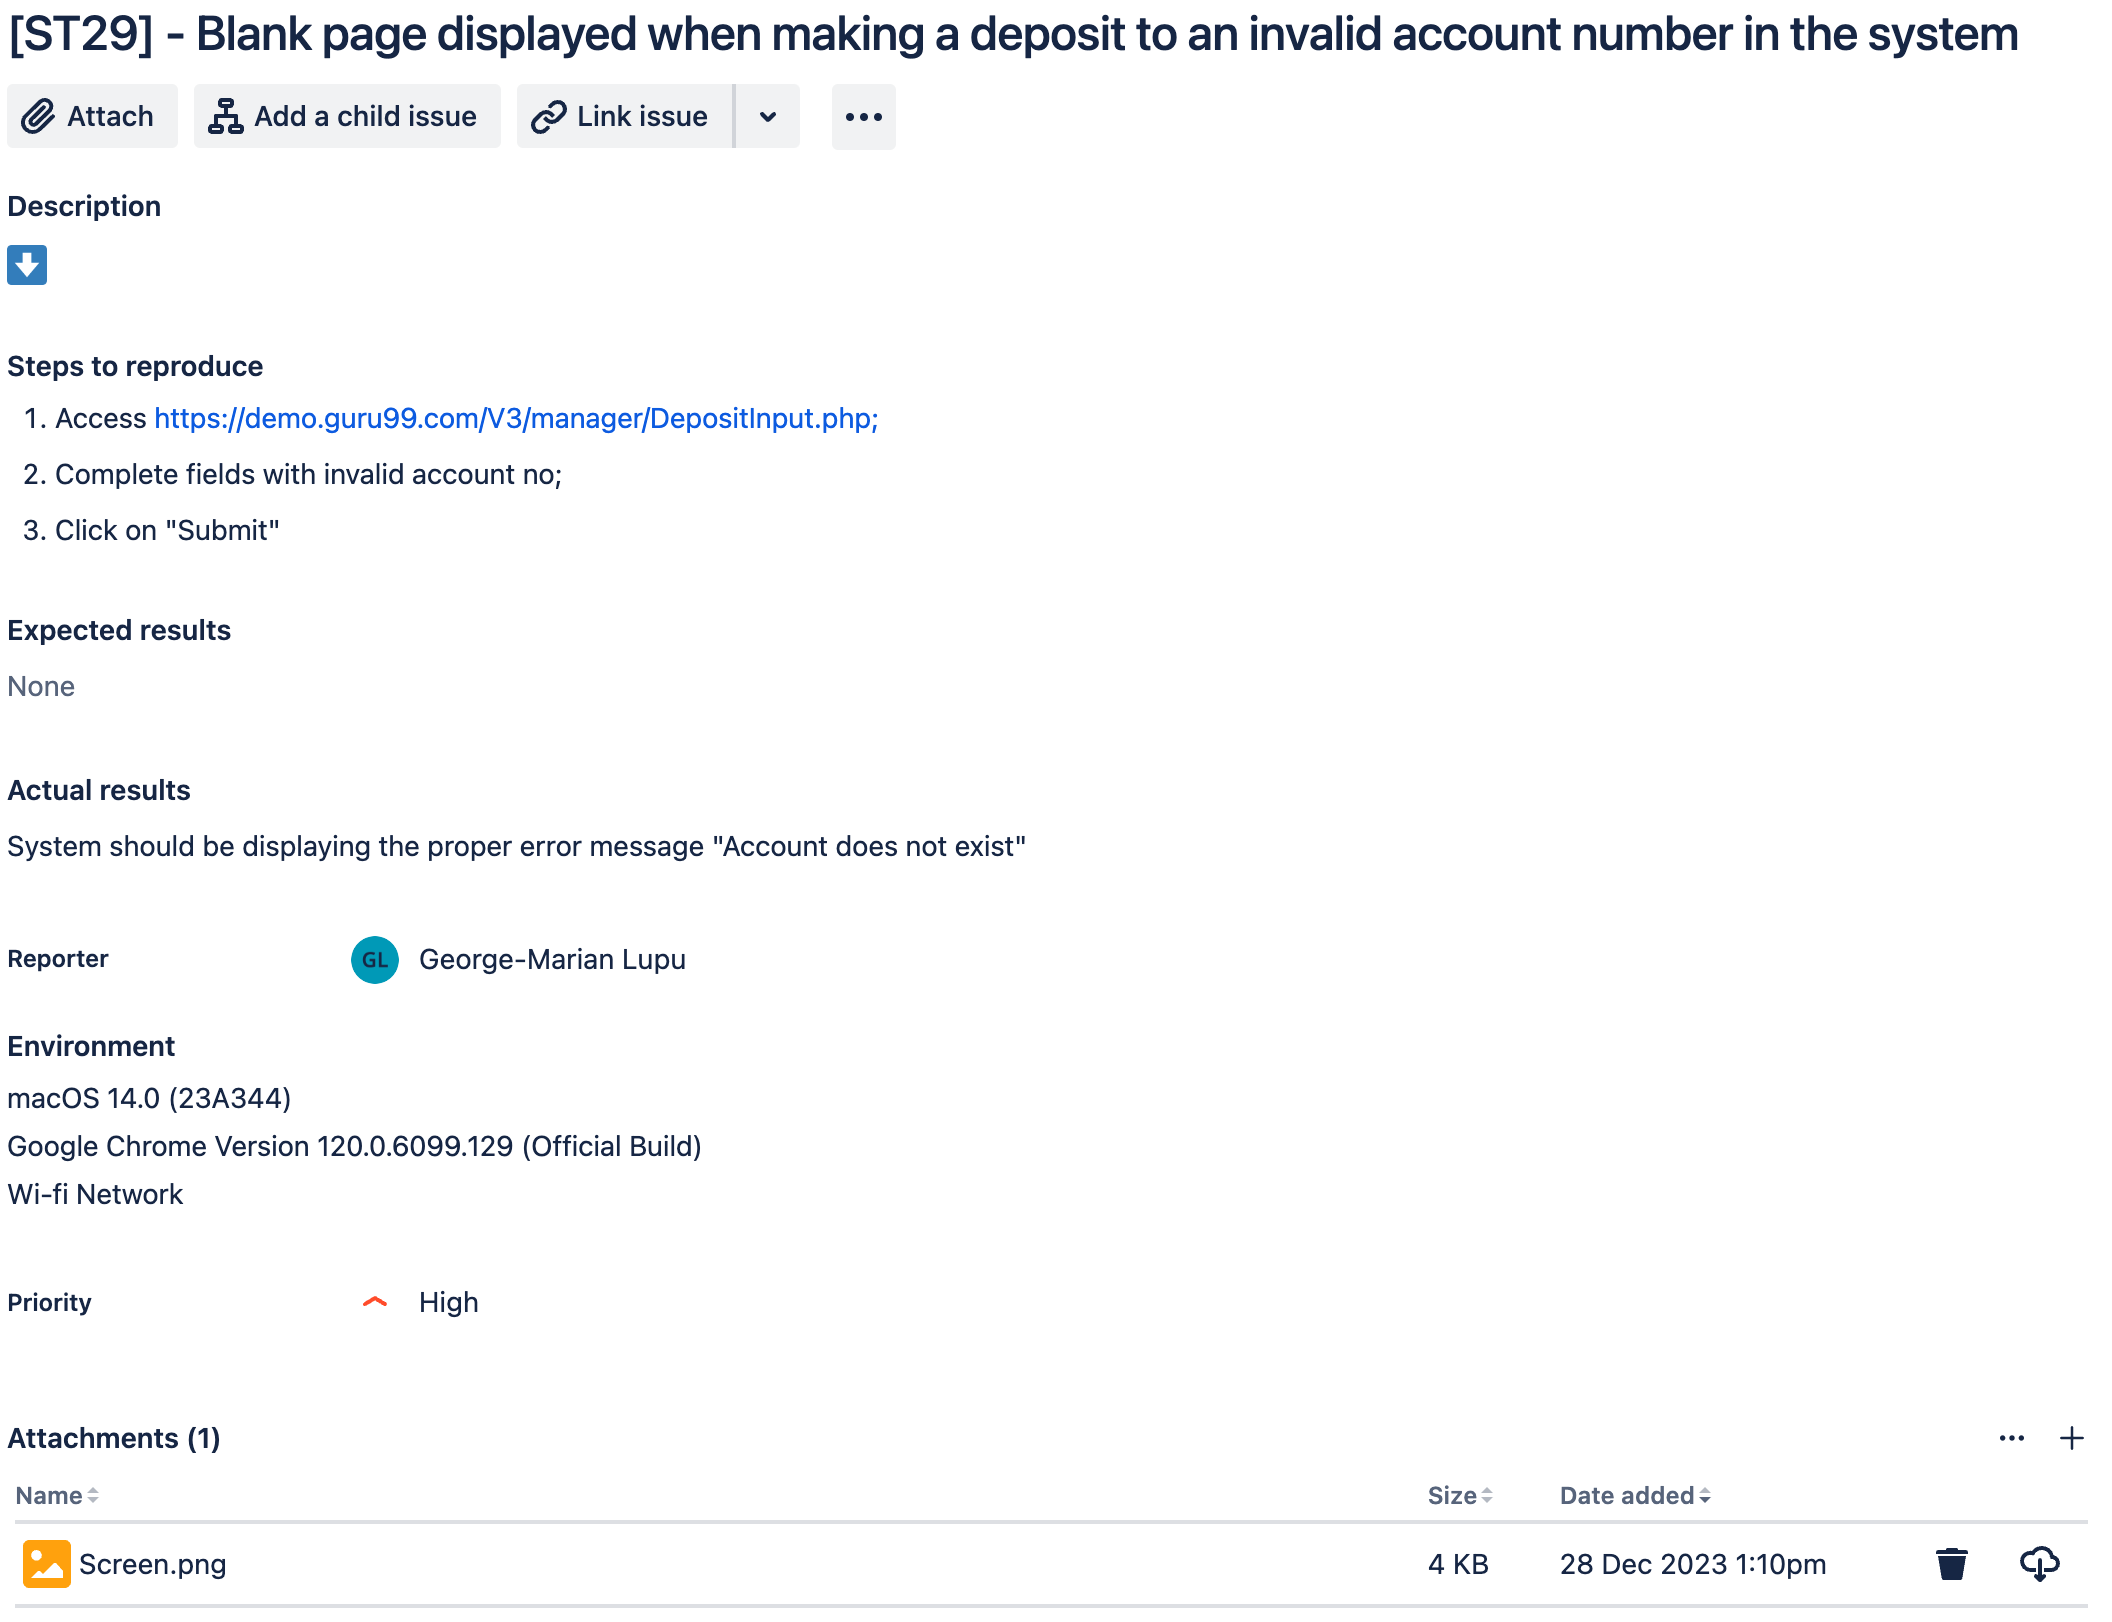 [ST29] - Blank page displayed when making a deposit to an invalid account number in the system
Attach Add a child issue Link issue
Description
Steps to reproduce
1. Access https://demo.guru99.com/V3/manager/DepositInput.php;
2. Complete fields with invalid account no;
3. Click on "Submit"
Expected results
None
Actual results
System should be displaying the proper error message "Account does not exist"
Reporter GL George-Marian Lupu
Environment
macOS 14.0 (23A344)
Google Chrome Version 120.0.6099.129 (Official Build)
Wi-fi Network
Priority High
Attachments (1)
Name Size Date added
Screen.png 4 KB 28 Dec 2023 1:10pm